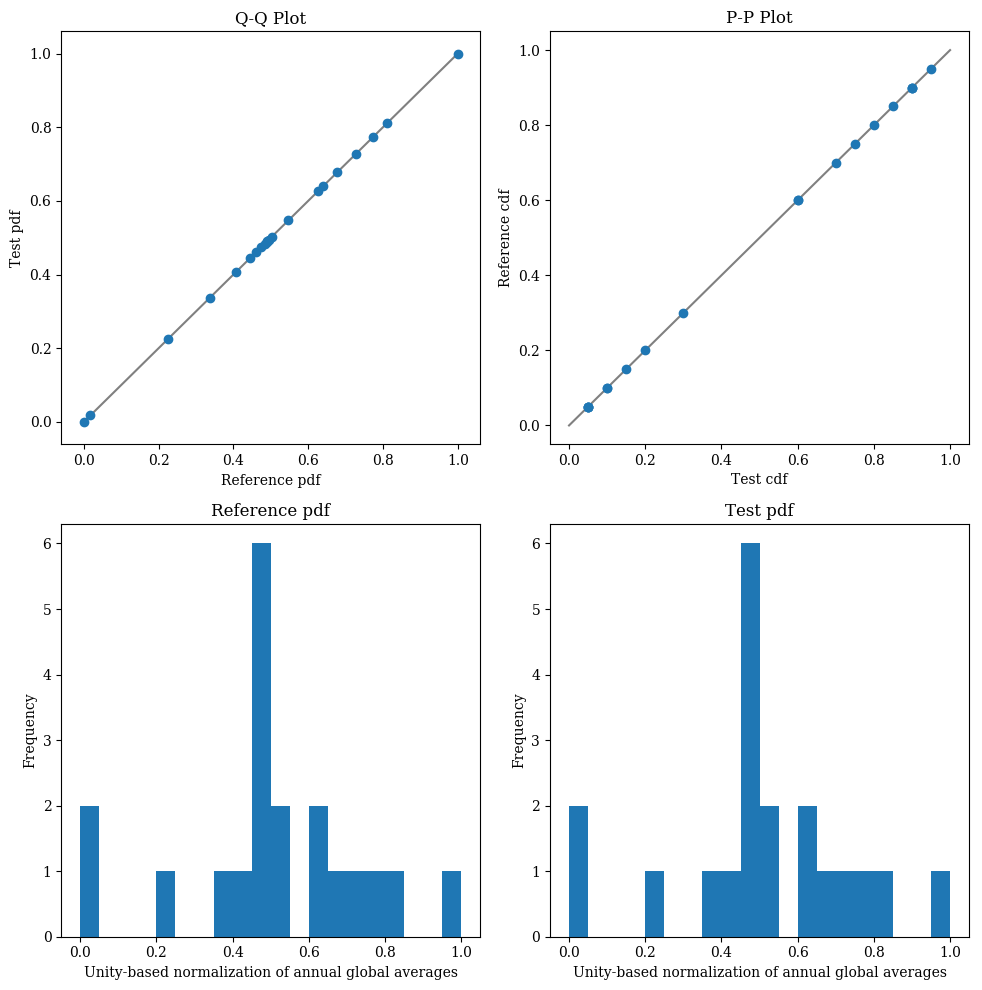 Q-Q Plot
1.0
0.8
0.6
0.4
0.2
0.0
Test pdf
0.0 0.2 0.4 0.6 0.8 1.0
Reference pdf
P-P Plot
1.0
0.8
0.6
0.4
0.2
0.0
Reference cdf
0.0 0.2 0.4 0.6 0.8 1.0
Test cdf
Reference pdf
6
5
4
3
2
1
0
Frequency
0.0 0.2 0.4 0.6 0.8 1.0
Unity-based normalization of annual global averages
Test pdf
6
5
4
3
2
1
0
Frequency
0.0 0.2 0.4 0.6 0.8 1.0
Unity-based normalization of annual global averages